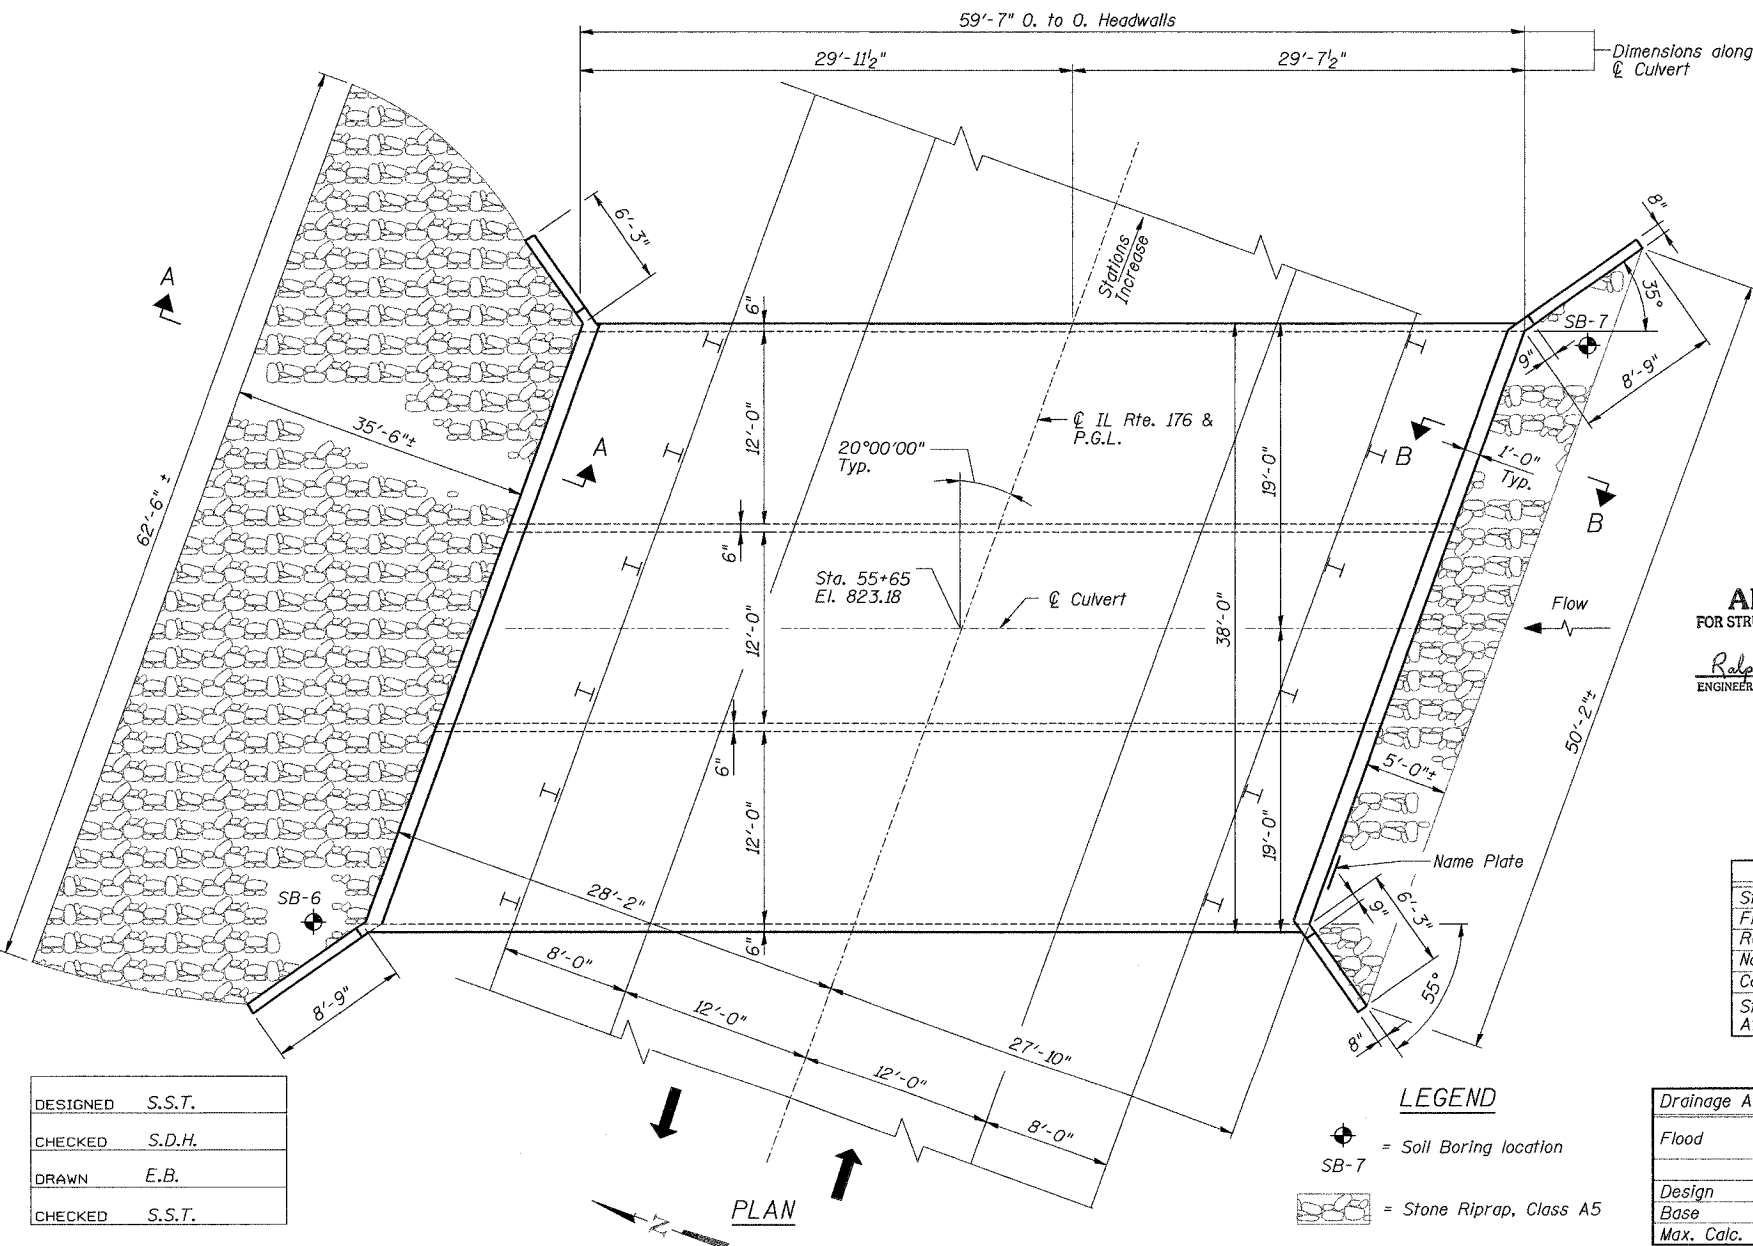 59'-7" O. to O. Headwalls
29'-11½"
29'-7½"
Dimensions along
℄ Culvert
6'-3"
8"
Stations
Increase
A
6"
35°
SB-7
9"
8'-9"
35'-6"±
12'-0"
℄ IL Rte. 176 &
P.G.L.
20°00'00"
Typ.
19'-0"
A
B
1'-0"
Typ.
B
62'-6" ±
6"
Sta. 55+65
El. 823.18
℄ Culvert
12'-0"
38'-0"
Flow
FOR STRU
Ralp
ENGINEER
50'-2"±
6"
5'-0"±
12'-0"
19'-0"
Name Plate
SB-6
28'-2"
9"
6'-3"
6"
8'-0"
8'-9"
12'-0"
55°
27'-10"
8"
12'-0"
8'-0"
DESIGNED S.S.T.
CHECKED S.D.H.
DRAWN E.B.
CHECKED S.S.T.
PLAN
N
LEGEND
= Soil Boring location
SB-7
= Stone Riprap, Class A5
Drainage A
Flood
Design
Base
Max. Calc.